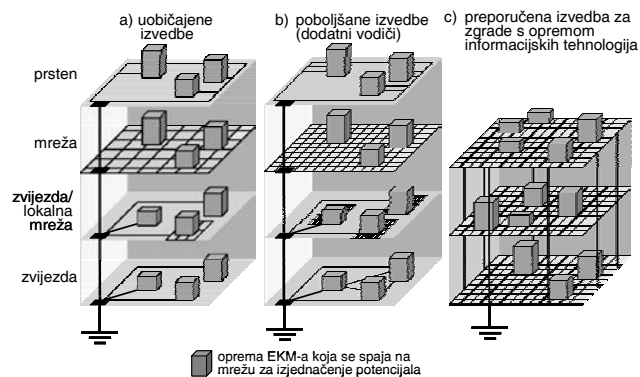 a) uobičajene
izvedbe
b) poboljšane izvedbe
(dodatni vodiči)
c) preporučena izvedba za
zgrade s opremom
informacijskih tehnologija
prsten
mreža
zvijezda/
lokalna
mreža
zvijezda
oprema EKM-a koja se spaja na
mrežu za izjednačenje potencijala